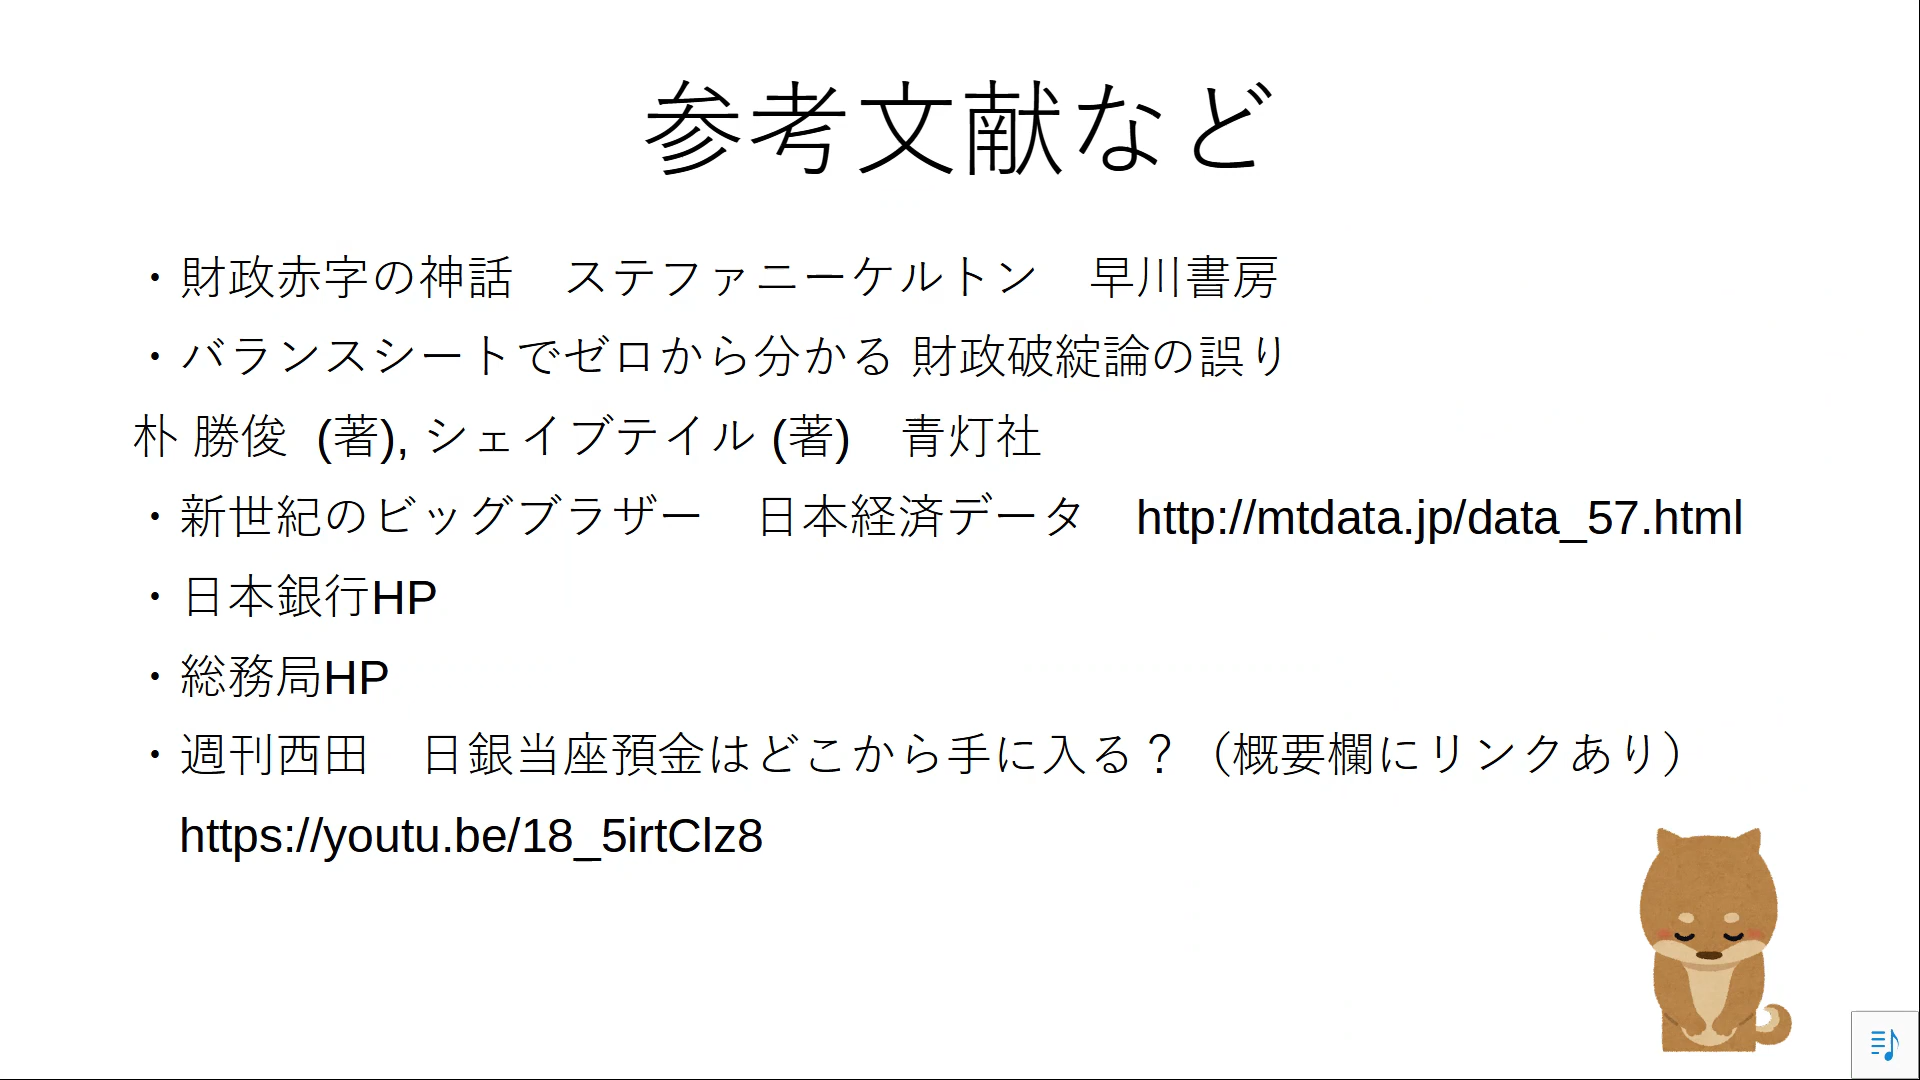 参考文献など
・財政赤字の神話　ステファニーケルトン　早川書房
・バランスシートでゼロから分かる 財政破綻論の誤り
朴 勝俊 (著), シェイブテイル (著)　青灯社
・新世紀のビッグブラザー　日本経済データ　http://mtdata.jp/data_57.html
・日本銀行HP
・総務局HP
・週刊西田　日銀当座預金はどこから手に入る？（概要欄にリンクあり）
https://youtu.be/18_5irtClz8